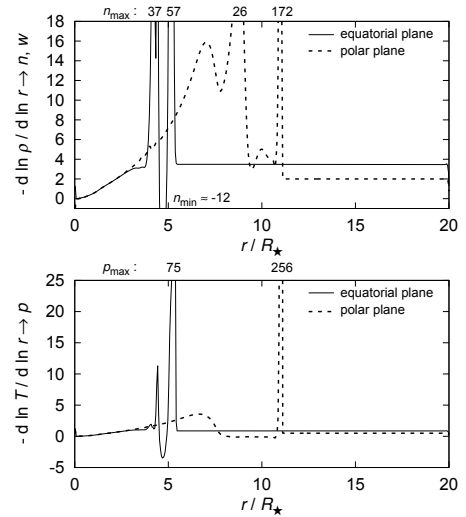 n_max : 37 57 26 172
18
16
14
12
10
8
6
4
2
0
- d ln ρ / d ln r → n, w
equatorial plane
polar plane
n_min ≈ -12
0 5 10 15 20
r / R★
p_max : 75 256
25
20
15
10
5
0
-5
- d ln T / d ln r → p
equatorial plane
polar plane
0 5 10 15 20
r / R★